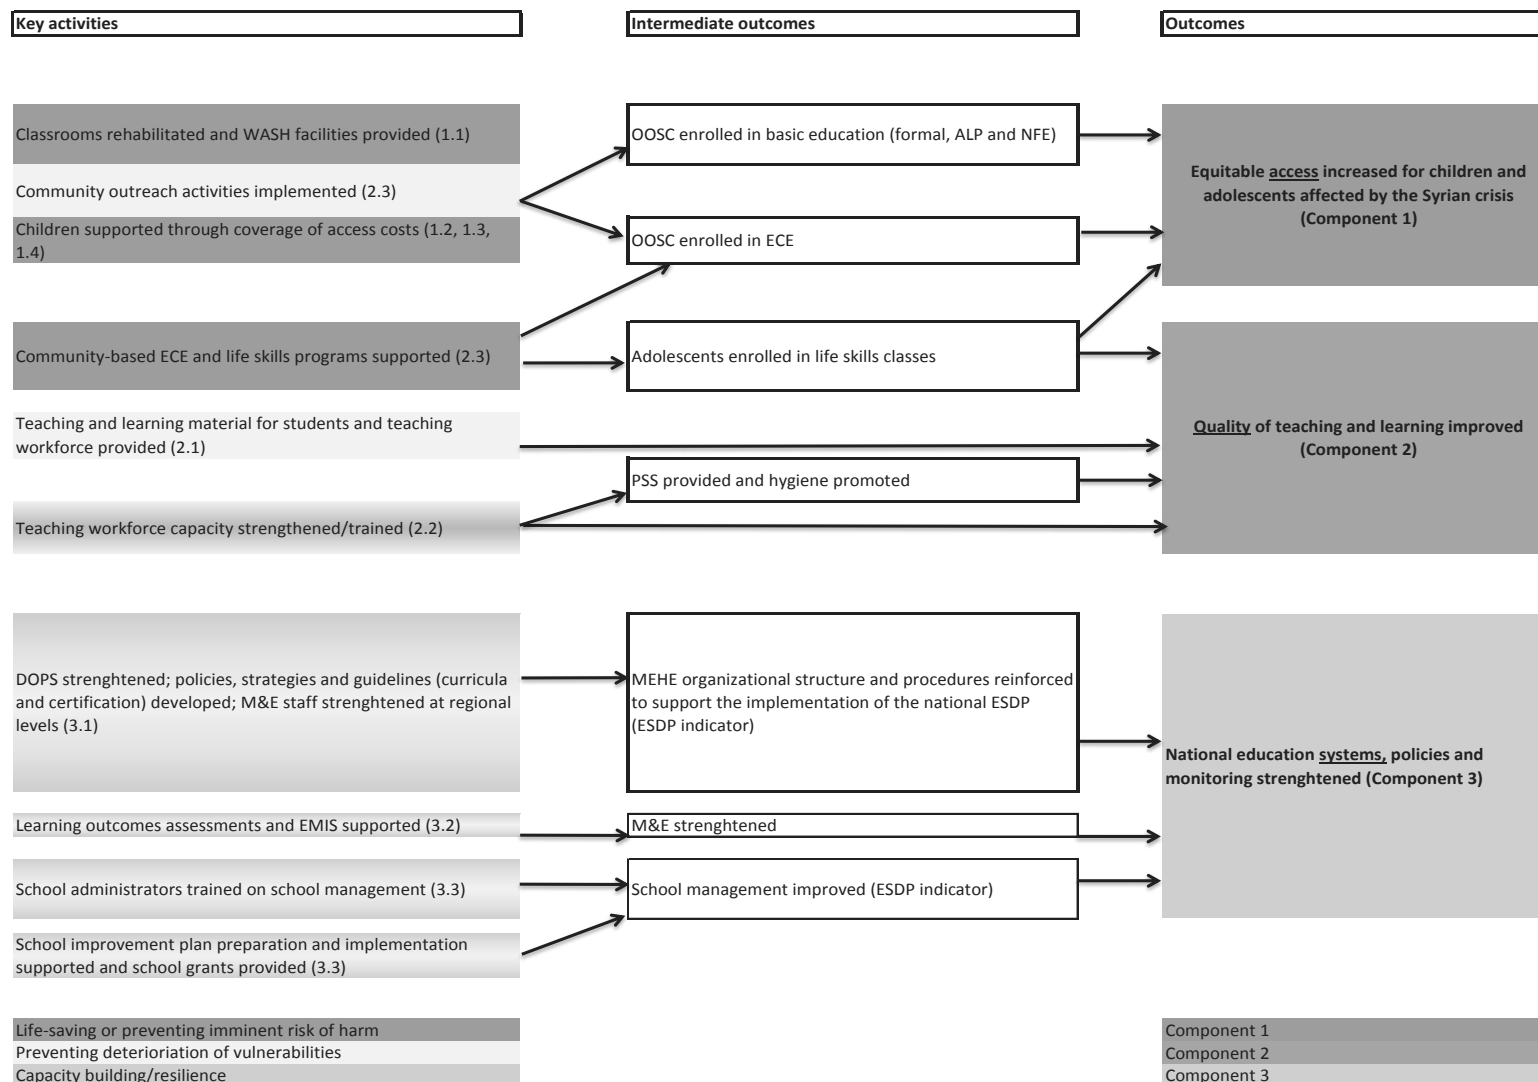 Key activities
Intermediate outcomes
Outcomes
Classrooms rehabilitated and WASH facilities provided (1.1)
Community outreach activities implemented (2.3)
Children supported through coverage of access costs (1.2, 1.3,
1.4)
OOSC enrolled in basic education (formal, ALP and NFE)
OOSC enrolled in ECE
Equitable access increased for children and
adolescents affected by the Syrian crisis
(Component 1)
Community-based ECE and life skills programs supported (2.3)
Adolescents enrolled in life skills classes
Teaching and learning material for students and teaching
workforce provided (2.1)
PSS provided and hygiene promoted
Teaching workforce capacity strengthened/trained (2.2)
Quality of teaching and learning improved
(Component 2)
DOPS strenghtened; policies, strategies and guidelines (curricula
and certification) developed; M&E staff strenghtened at regional
levels (3.1)
MEHE organizational structure and procedures reinforced
to support the implementation of the national ESDP
(ESDP indicator)
National education systems, policies and
monitoring strenghtened (Component 3)
Learning outcomes assessments and EMIS supported (3.2)
M&E strenghtened
School administrators trained on school management (3.3)
School management improved (ESDP indicator)
School improvement plan preparation and implementation
supported and school grants provided (3.3)
Life-saving or preventing imminent risk of harm
Preventing deterioriation of vulnerabilities
Capacity building/resilience
Component 1
Component 2
Component 3